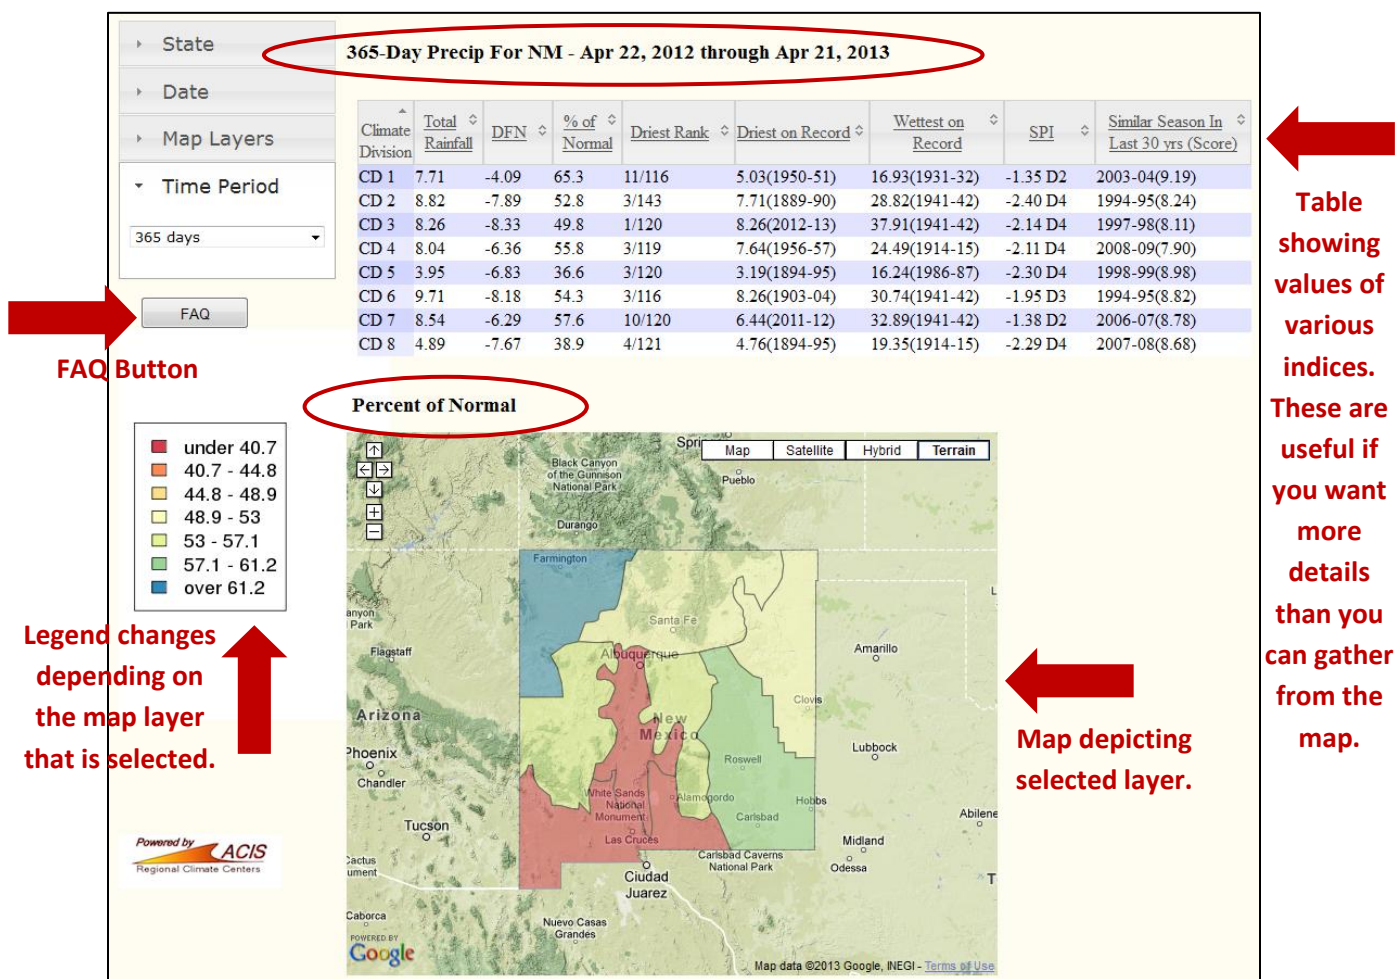 State
Date
Map Layers
Time Period
365 days
FAQ
FAQ Button
365-Day Precip For NM - Apr 22, 2012 through Apr 21, 2013
Climate Division Total Rainfall DFN % of Normal Driest Rank Driest on Record Wettest on Record SPI Similar Season In Last 30 yrs (Score)
CD 1 7.71 -4.09 65.3 11/116 5.03(1950-51) 16.93(1931-32) -1.35 D2 2003-04(9.19)
CD 2 8.82 -7.89 52.8 3/143 7.71(1889-90) 28.82(1941-42) -2.40 D4 1994-95(8.24)
CD 3 8.26 -8.33 49.8 1/120 8.26(2012-13) 37.91(1941-42) -2.14 D4 1997-98(8.11)
CD 4 8.04 -6.36 55.8 3/119 7.64(1956-57) 24.49(1914-15) -2.11 D4 2008-09(7.90)
CD 5 3.95 -6.83 36.6 3/120 3.19(1894-95) 16.24(1986-87) -2.30 D4 1998-99(8.98)
CD 6 9.71 -8.18 54.3 3/116 8.26(1903-04) 30.74(1941-42) -1.95 D3 1994-95(8.82)
CD 7 8.54 -6.29 57.6 10/120 6.44(2011-12) 32.89(1941-42) -1.38 D2 2006-07(8.78)
CD 8 4.89 -7.67 38.9 4/121 4.76(1894-95) 19.35(1914-15) -2.29 D4 2007-08(8.68)
Table
showing
values of
various
indices.
These are
useful if
you want
more
details
than you
can gather
from the
map.
Percent of Normal
under 40.7
40.7 - 44.8
44.8 - 48.9
48.9 - 53
53 - 57.1
57.1 - 61.2
over 61.2
Legend changes
depending on
the map layer
that is selected.
Powered by ACIS
Regional Climate Centers
Map Satellite Hybrid Terrain
Spri
Black Canyon
of the Gunnison
National Park
Pueblo
Durango
Farmington
L
anyon
Park
Santa Fe
Flagstaff
Albuquerque
Amarillo
Arizona
Clovis
New
Mexico
Phoenix
Lubbock
Roswell
Chandler
White Sands
National
Monument
Alamogordo
Hobbs
Carlsbad
Abilene
Tucson
Las Cruces
Midland
Carlsbad Caverns
National Park
Odessa
Cactus
ument
Ciudad
Juarez
T
Caborca
Nuevo Casas
Grandes
POWERED BY
Google
Map data ©2013 Google, INEGI - Terms of Use
Map depicting
selected layer.